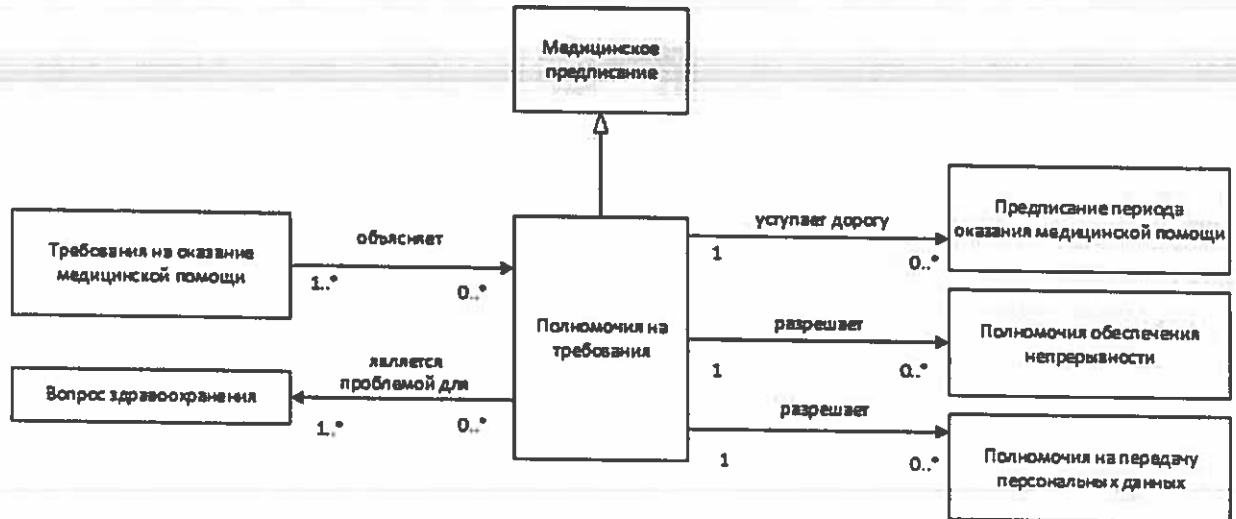 Медицинское
предписание
Требования на оказание
медицинской помощи
объясняет
1..*
0..*
Вопрос здравоохранения
является
проблемой для
1..*
0..*
Полномочия на
требования
уступает дорогу
1
0..*
Предписание периода
оказания медицинской помощи
разрешает
1
0..*
Полномочия обеспечения
непрерывности
разрешает
1
0..*
Полномочия на передачу
персональных данных